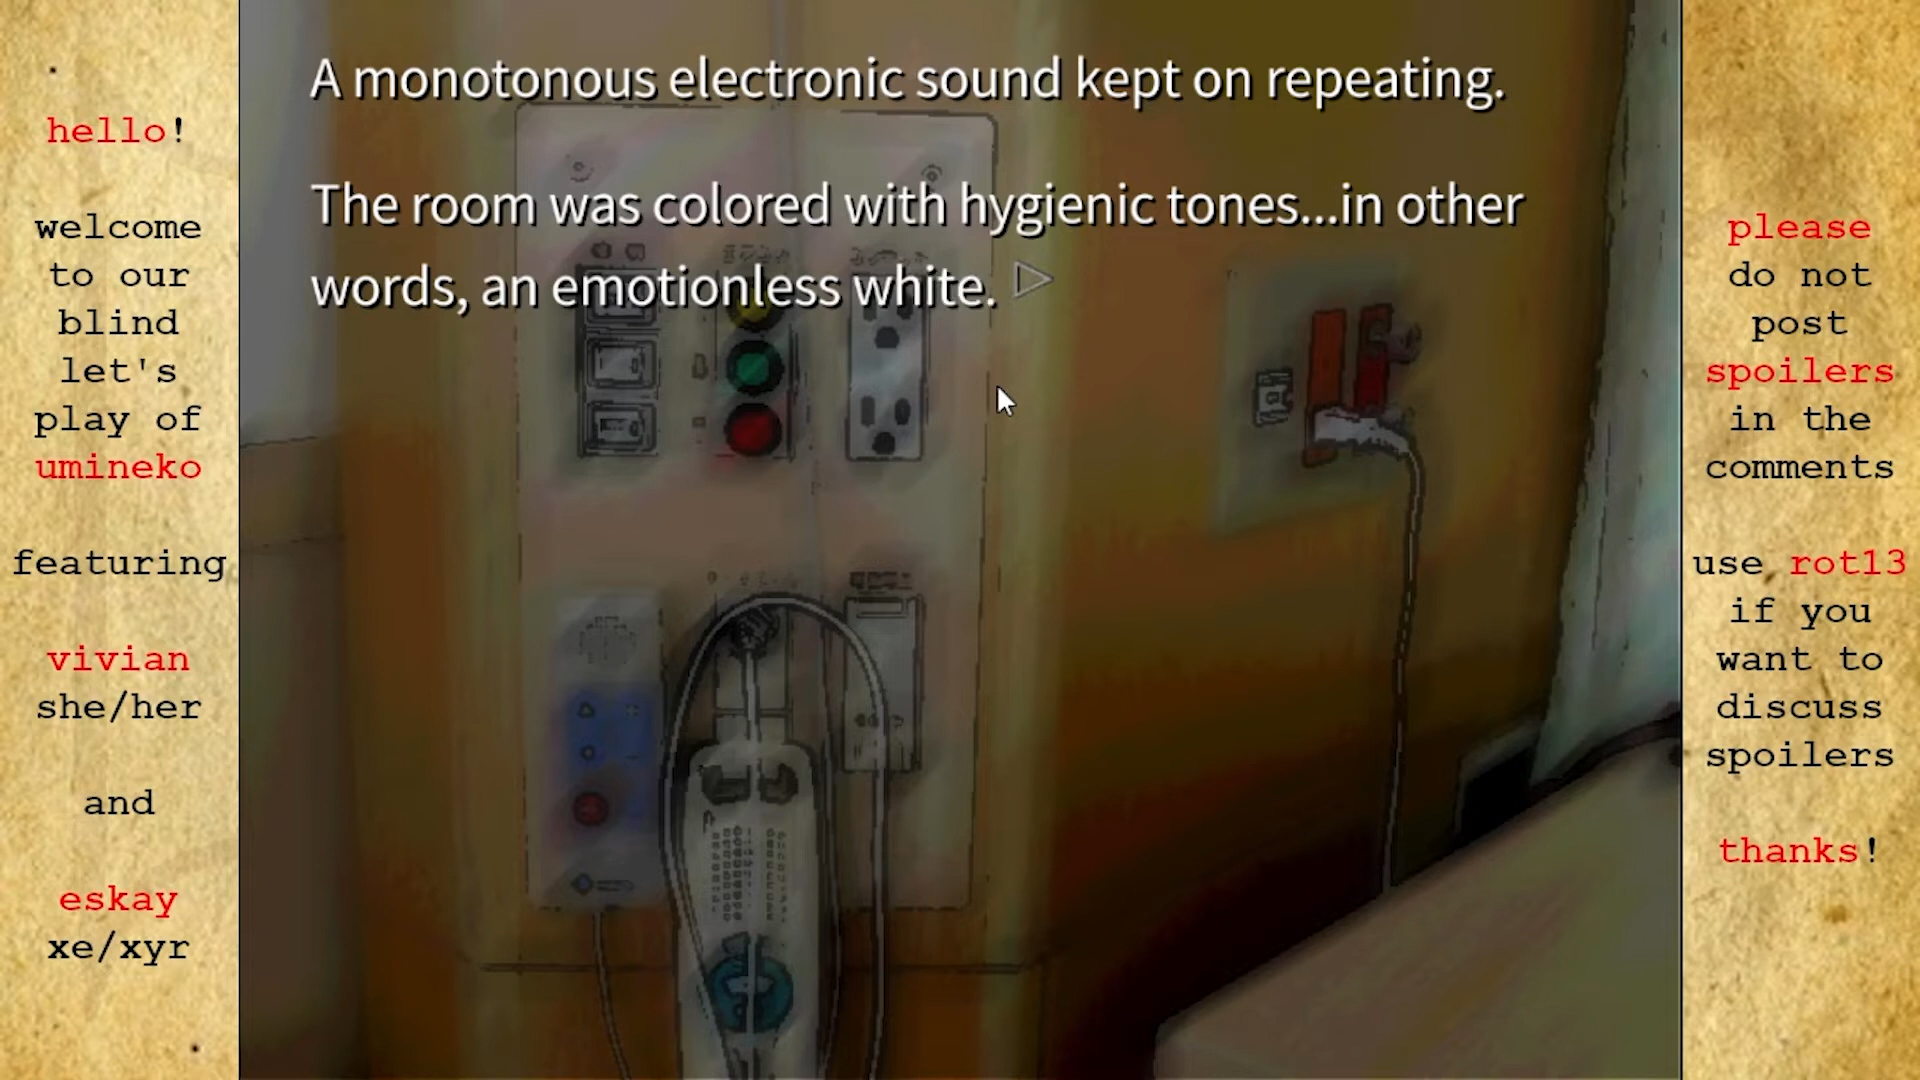 hello!
welcome
to our
blind
let's
play of
umineko
featuring
vivian
she/her
and
eskay
xe/xyr
A monotonous electronic sound kept on repeating.
The room was colored with hygienic tones...in other
words, an emotionless white.
please
do not
post
spoilers
in the
comments
use rot13
if you
want to
discuss
spoilers
thanks!